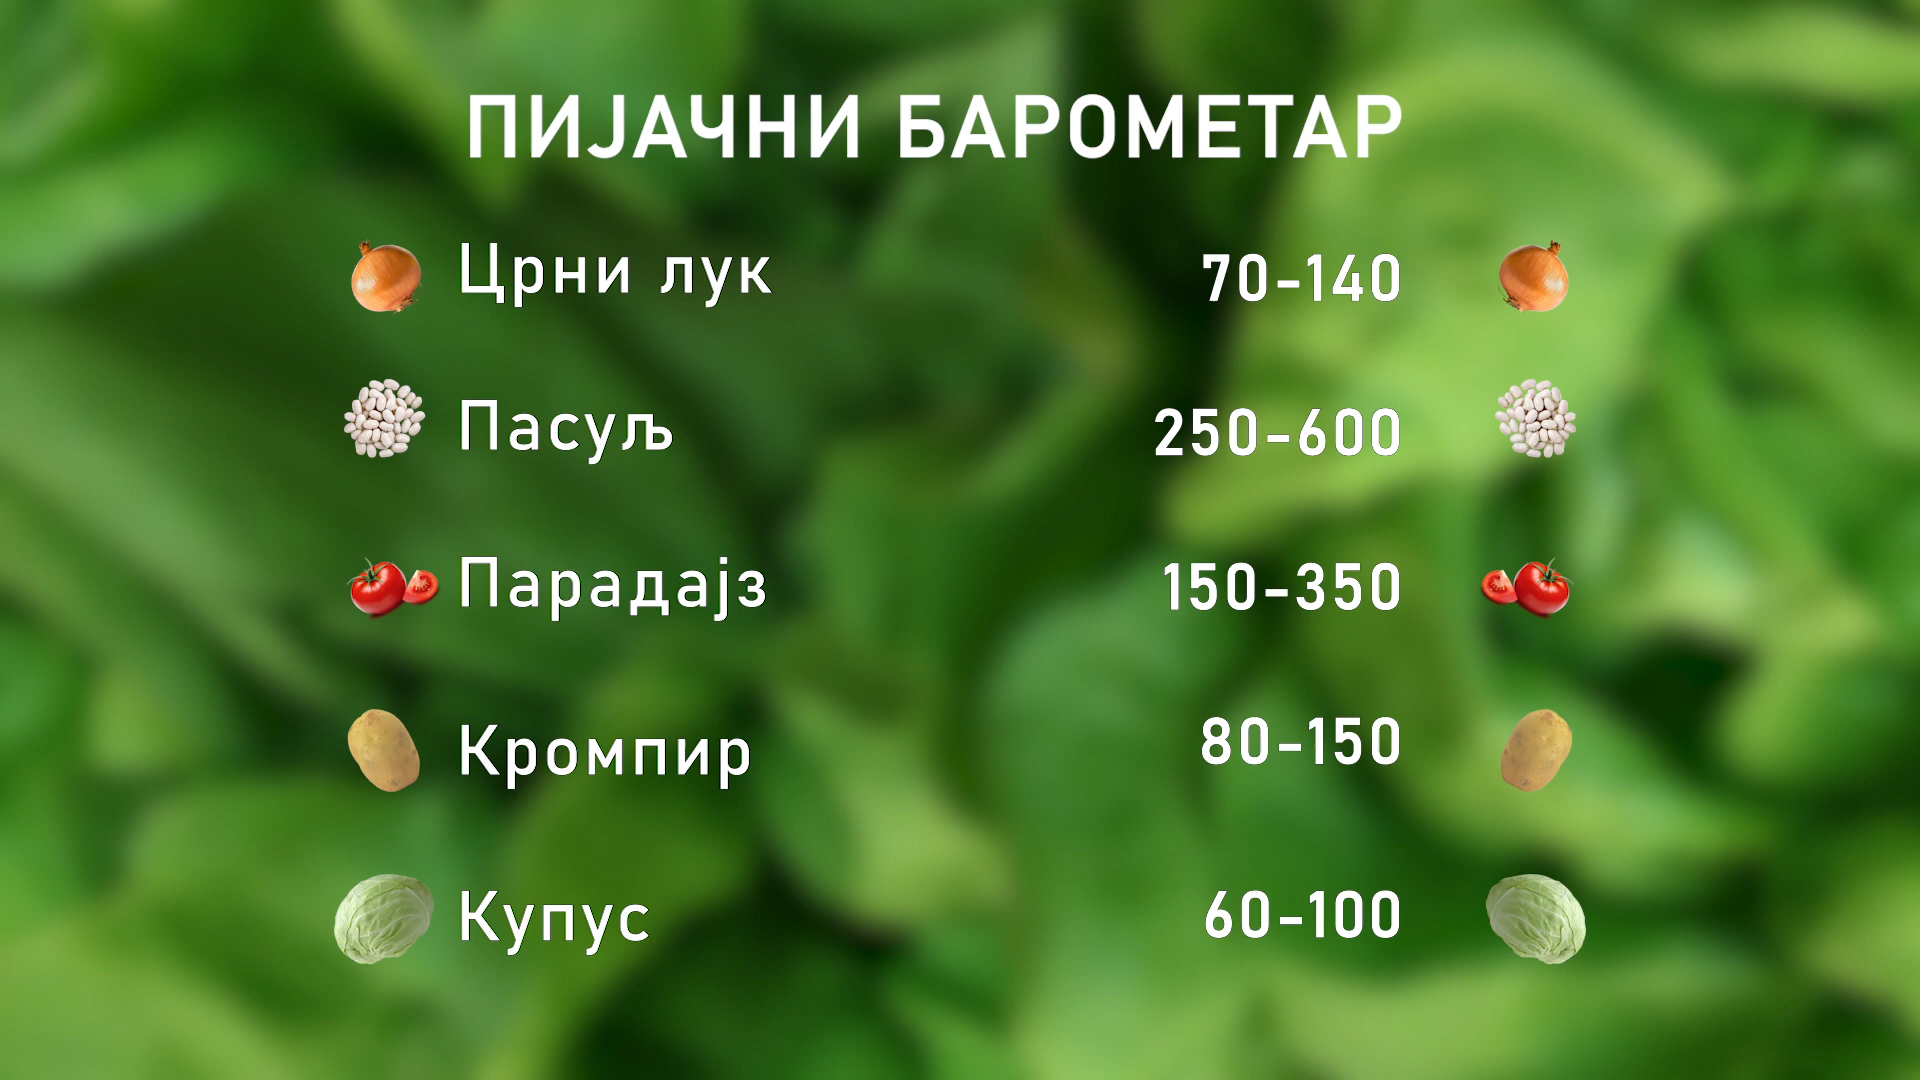 ПИЈАЧНИ БАРОМЕТАР
Црни лук 70-140
Пасуљ 250-600
Парадајз 150-350
Кромпир 80-150
Купус 60-100